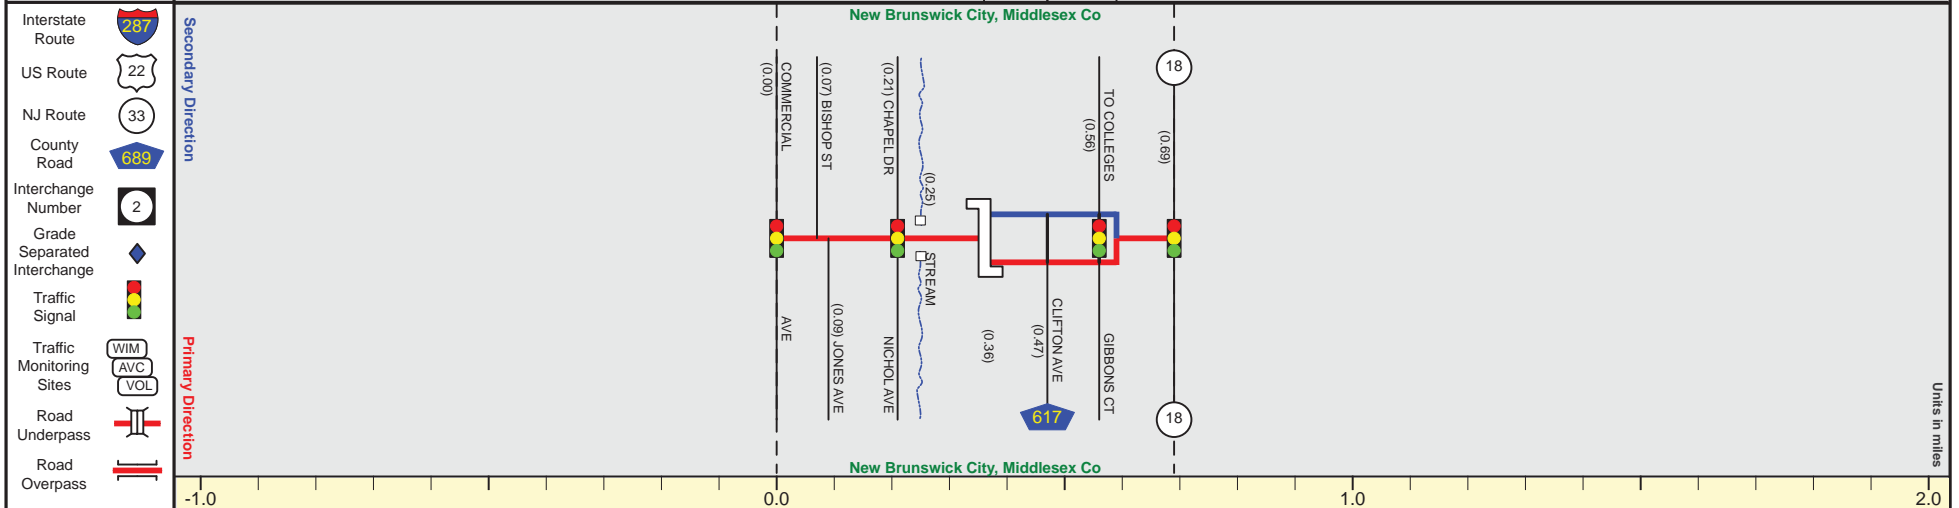 Interstate
Route
287
US Route
22
NJ Route
33
County
Road
689
Interchange
Number
2
Grade
Separated
Interchange
Traffic
Signal
Traffic
Monitoring
Sites
WIM
AVC
VOL
Road
Underpass
Road
Overpass
Secondary Direction
Primary Direction
New Brunswick City, Middlesex Co
COMMERCIAL
(0.00)
AVE
(0.07) BISHOP ST
(0.09) JONES AVE
(0.21) CHAPEL DR
NICHOL AVE
(0.25)
STREAM
(0.36)
CLIFTON AVE
(0.47)
617
TO COLLEGES
(0.56)
GIBBONS CT
18
(0.69)
18
New Brunswick City, Middlesex Co
Units in miles
-1.0
0.0
1.0
2.0